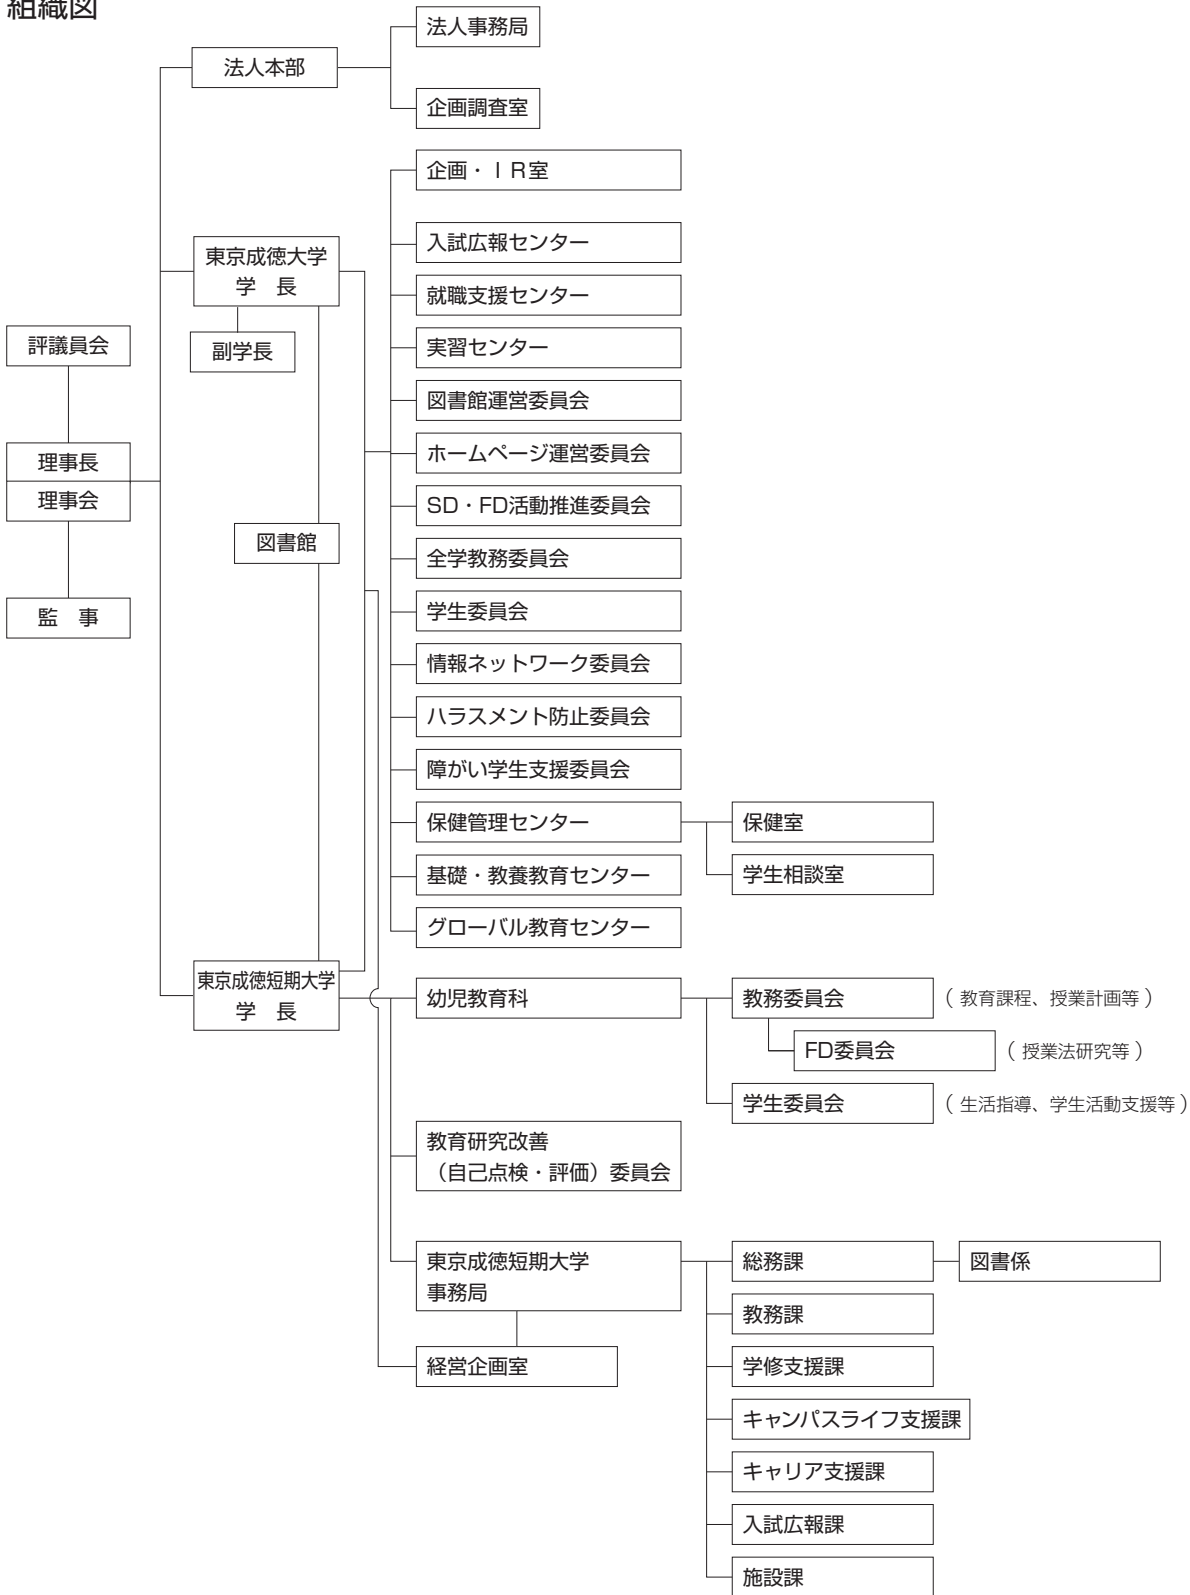 組織図
法人事務局
法人本部
企画調査室
企画・IR室
入試広報センター
東京成徳大学
学　長
就職支援センター
副学長
実習センター
評議員会
図書館運営委員会
ホームページ運営委員会
理事長
理事会
SD・FD活動推進委員会
図書館
全学教務委員会
監　事
学生委員会
情報ネットワーク委員会
ハラスメント防止委員会
障がい学生支援委員会
保健管理センター
保健室
基礎・教養教育センター
学生相談室
グローバル教育センター
東京成徳短期大学
学　長
幼児教育科
教務委員会
（教育課程、授業計画等）
FD委員会
（授業法研究等）
学生委員会
（生活指導、学生活動支援等）
教育研究改善
（自己点検・評価）委員会
東京成徳短期大学
事務局
総務課
図書係
教務課
経営企画室
学修支援課
キャンパスライフ支援課
キャリア支援課
入試広報課
施設課